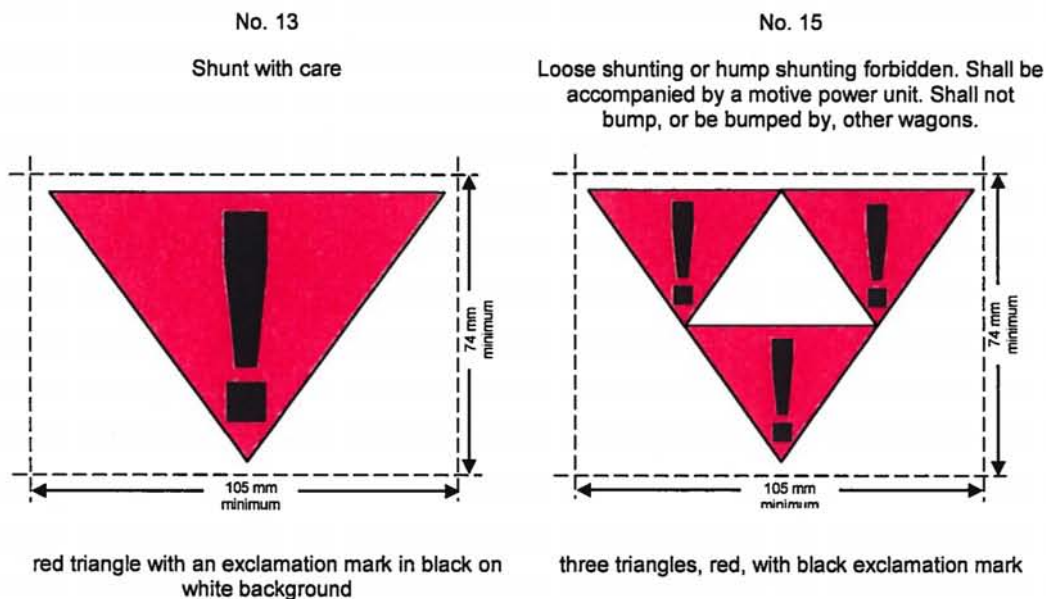 No. 13
Shunt with care
!
74 mm
minimum
105 mm
minimum
red triangle with an exclamation mark in black on
white background
No. 15
Loose shunting or hump shunting forbidden. Shall be
accompanied by a motive power unit. Shall not
bump, or be bumped by, other wagons.
!
!
!
74 mm
minimum
105 mm
minimum
three triangles, red, with black exclamation mark